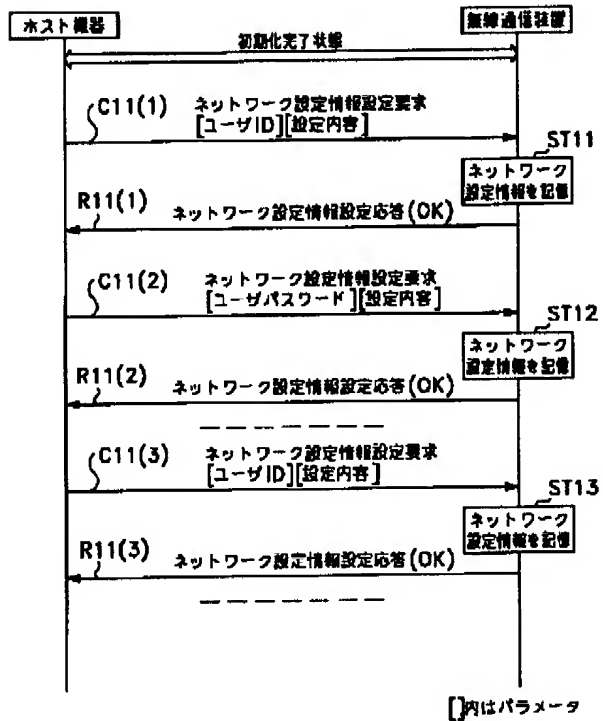 ホスト機器
無線通信装置
初期化完了状態
C11(1)
ネットワーク設定情報設定要求
[ユーザID][設定内容]
ST11
ネットワーク
設定情報を記憶
R11(1)
ネットワーク設定情報設定応答(OK)
C11(2)
ネットワーク設定情報設定要求
[ユーザパスワード][設定内容]
ST12
ネットワーク
設定情報を記憶
R11(2)
ネットワーク設定情報設定応答(OK)
C11(3)
ネットワーク設定情報設定要求
[ユーザID][設定内容]
ST13
ネットワーク
設定情報を記憶
R11(3)
ネットワーク設定情報設定応答(OK)
[]内はパラメータ